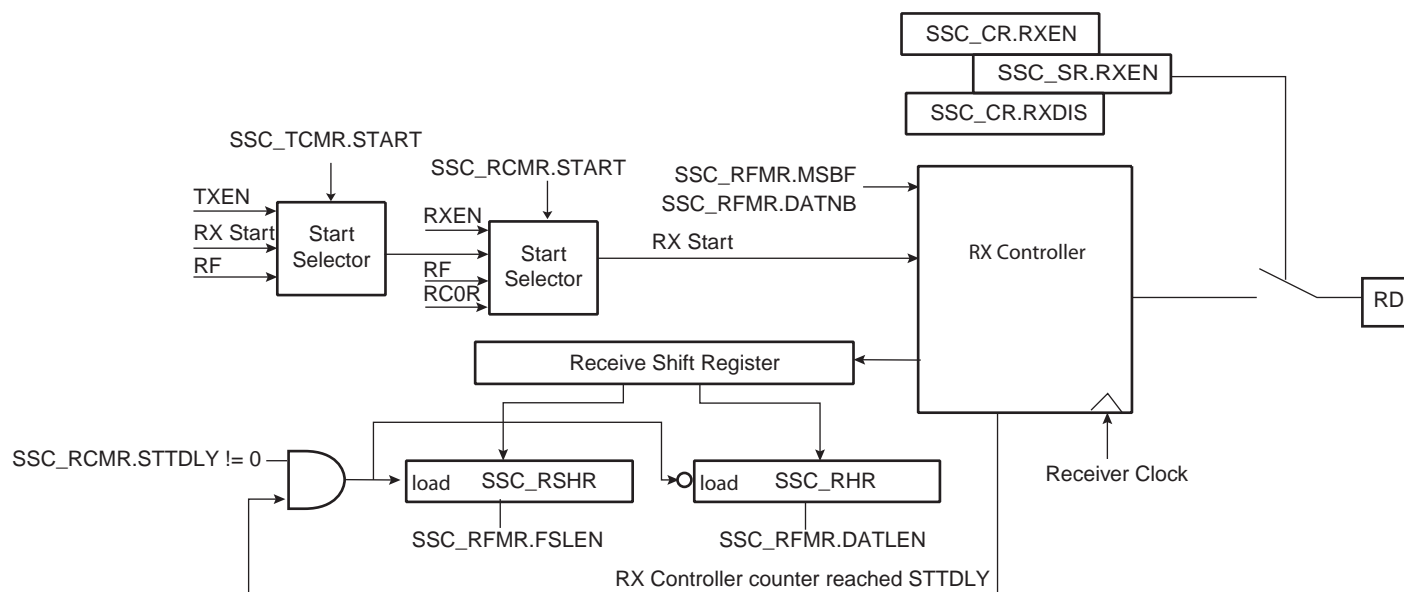 SSC_CR.RXEN
SSC_SR.RXEN
SSC_CR.RXDIS
SSC_TCMR.START
SSC_RCMR.START
SSC_RFMR.MSBF
SSC_RFMR.DATNB
TXEN
RX Start
RF
Start
Selector
RXEN
RF
RC0R
Start
Selector
RX Start
RX Controller
RD
Receive Shift Register
SSC_RCMR.STTDLY != 0
load
SSC_RSHR
load
SSC_RHR
Receiver Clock
SSC_RFMR.FSLEN
SSC_RFMR.DATLEN
RX Controller counter reached STTDLY